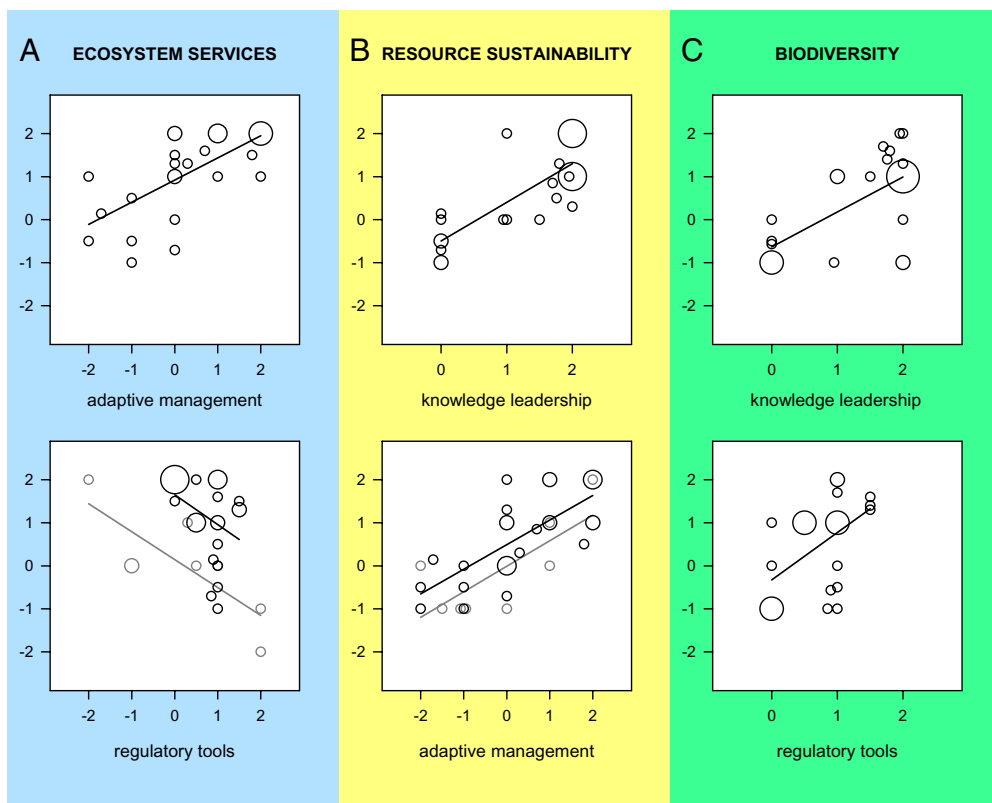 A ECOSYSTEM SERVICES
2
1
0
-1
-2
-2 -1 0 1 2
adaptive management
2
1
0
-1
-2
-2 -1 0 1 2
regulatory tools
B RESOURCE SUSTAINABILITY
2
1
0
-1
-2
0 1 2
knowledge leadership
2
1
0
-1
-2
-2 -1 0 1 2
adaptive management
C BIODIVERSITY
2
1
0
-1
-2
0 1 2
knowledge leadership
2
1
0
-1
-2
0 1 2
regulatory tools